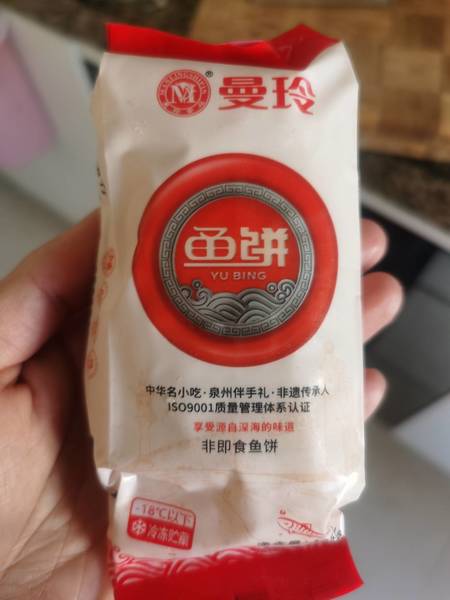 曼玲
鱼饼
YU BING
中华名小吃·泉州伴手礼·非遗传承人
ISO9001质量管理体系认证
享受源自深海的味道
非即食鱼饼
-18℃以下
冷冻贮藏